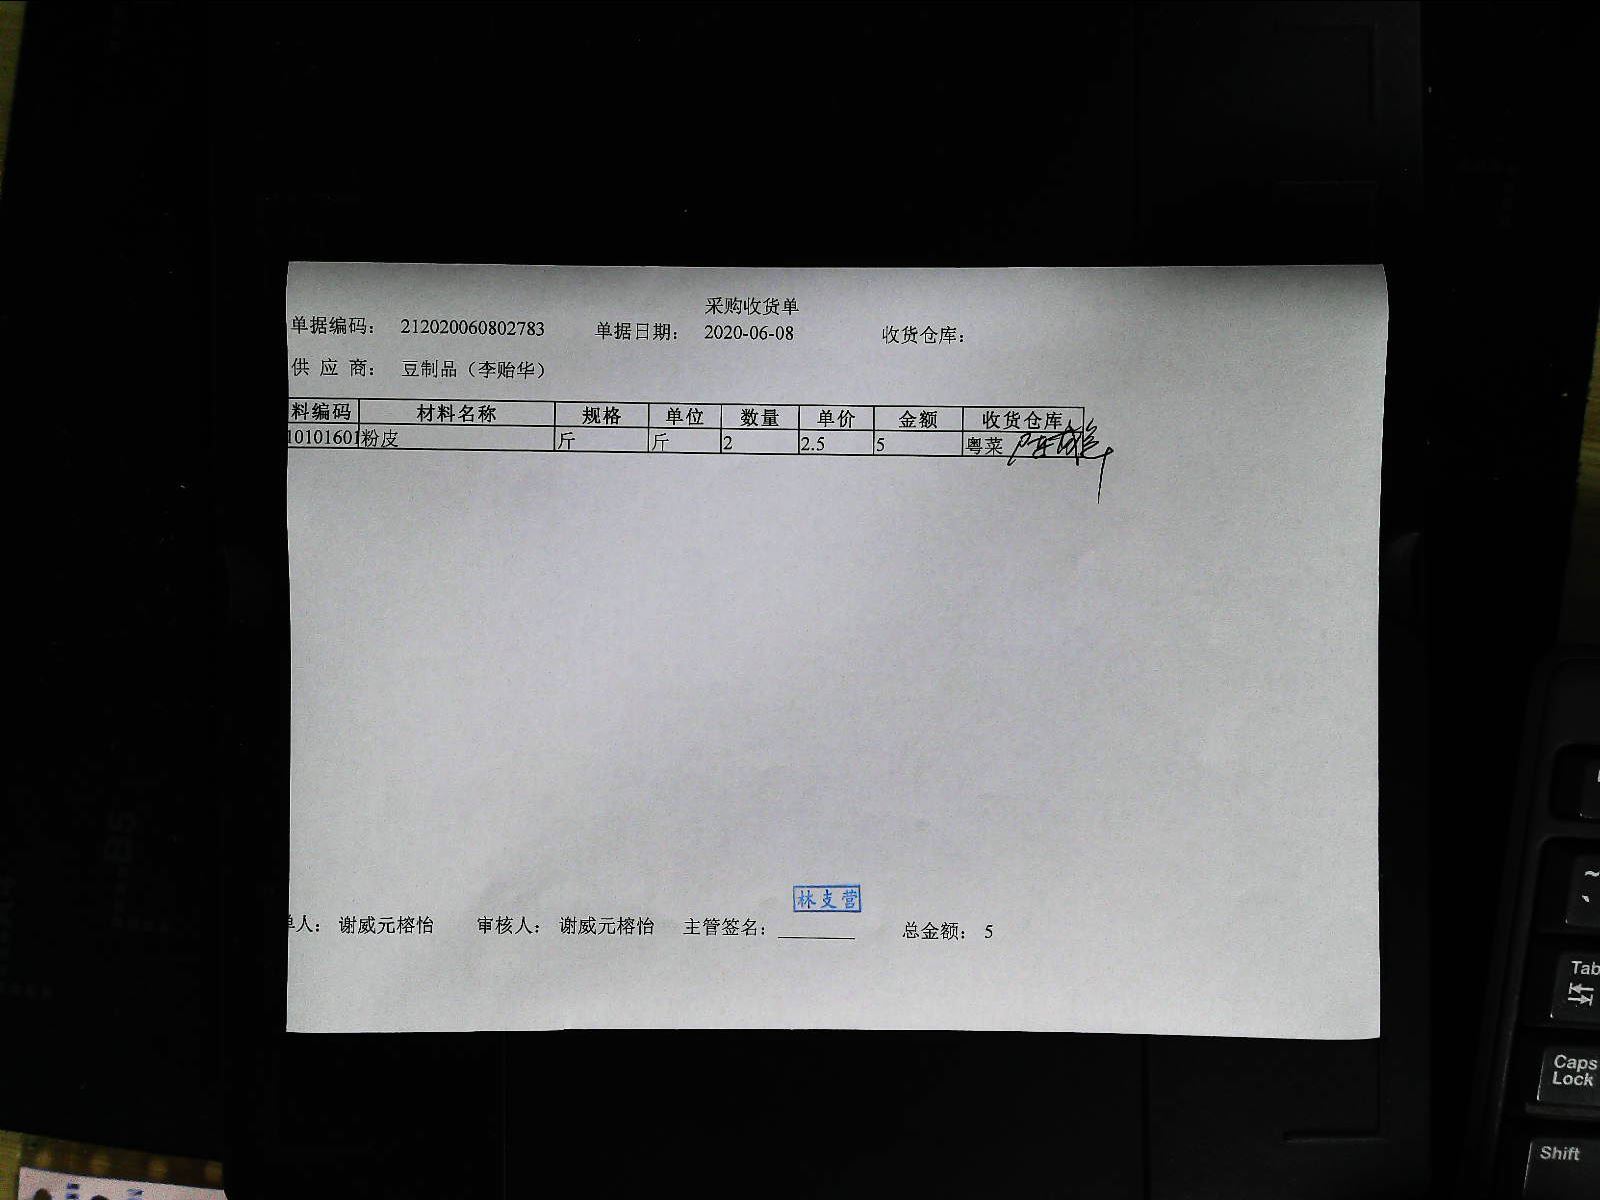 采购收货单
单据编码： 212020060802783 单据日期： 2020-06-08 收货仓库：
供 应 商： 豆制品（李贻华）
料编码 材料名称 规格 单位 数量 单价 金额 收货仓库
10101601 粉皮 斤 斤 2 2.5 5 粤菜
林支营
单人： 谢威元榕怡 审核人： 谢威元榕怡 主管签名： 总金额： 5
Tab
Caps
Lock
Shift